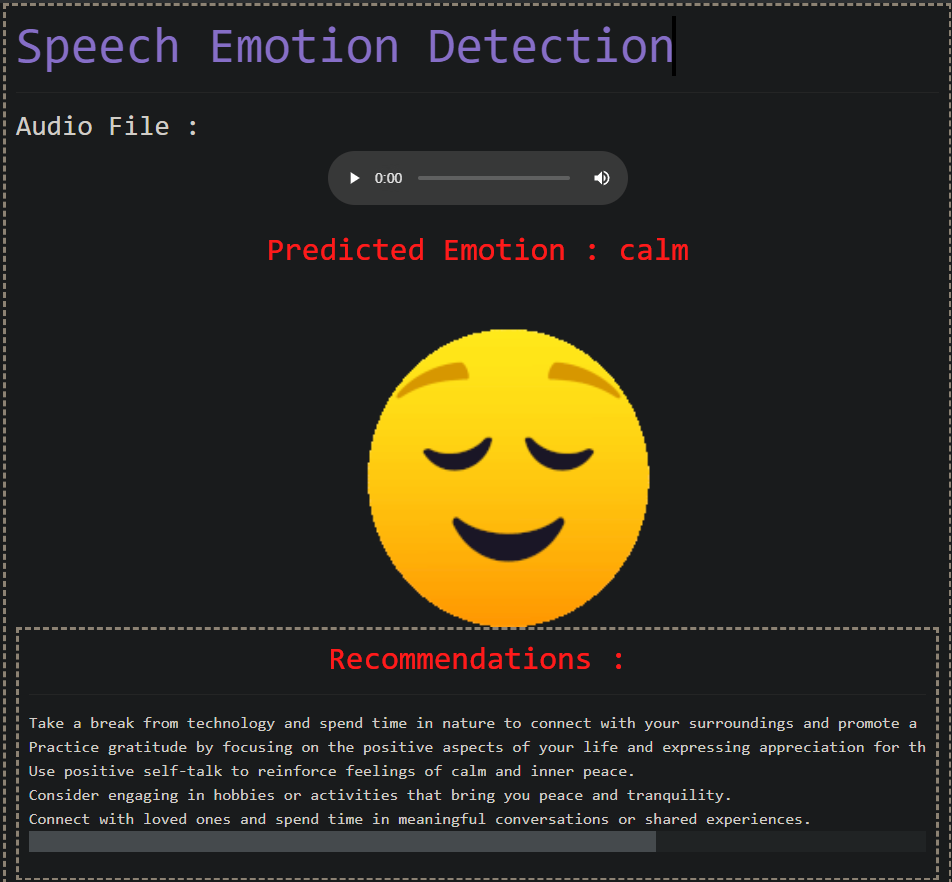 Speech Emotion Detection
Audio File :
0:00
Predicted Emotion : calm
Recommendations :
Take a break from technology and spend time in nature to connect with your surroundings and promote a
Practice gratitude by focusing on the positive aspects of your life and expressing appreciation for th
Use positive self-talk to reinforce feelings of calm and inner peace.
Consider engaging in hobbies or activities that bring you peace and tranquility.
Connect with loved ones and spend time in meaningful conversations or shared experiences.